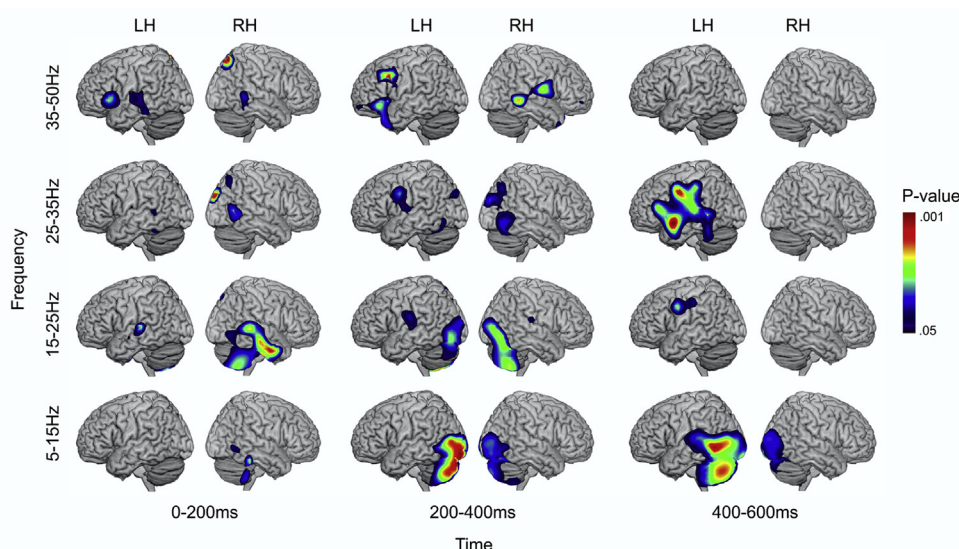 LH RH LH RH LH RH
35-50Hz
25-35Hz
P-value
.001
Frequency
15-25Hz
.05
5-15Hz
0-200ms 200-400ms 400-600ms
Time